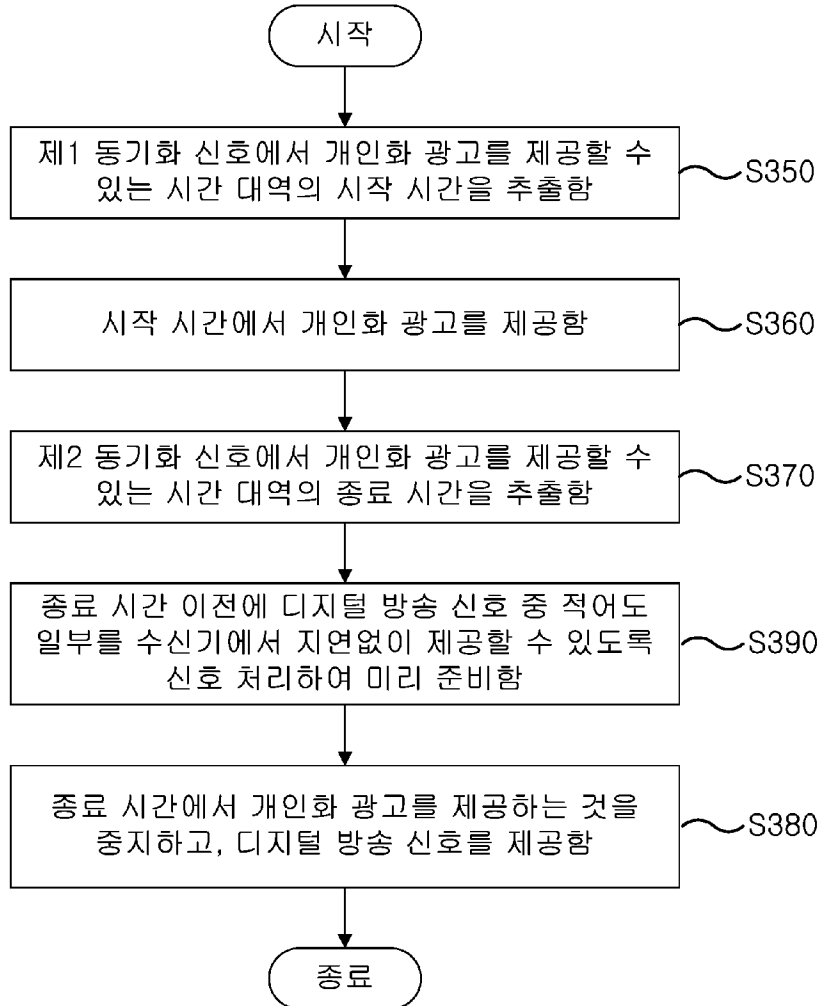 시작
제1 동기화 신호에서 개인화 광고를 제공할 수
있는 시간 대역의 시작 시간을 추출함
S350
시작 시간에서 개인화 광고를 제공함
S360
제2 동기화 신호에서 개인화 광고를 제공할 수
있는 시간 대역의 종료 시간을 추출함
S370
종료 시간 이전에 디지털 방송 신호 중 적어도
일부를 수신기에서 지연없이 제공할 수 있도록
신호 처리하여 미리 준비함
S390
종료 시간에서 개인화 광고를 제공하는 것을
중지하고, 디지털 방송 신호를 제공함
S380
종료